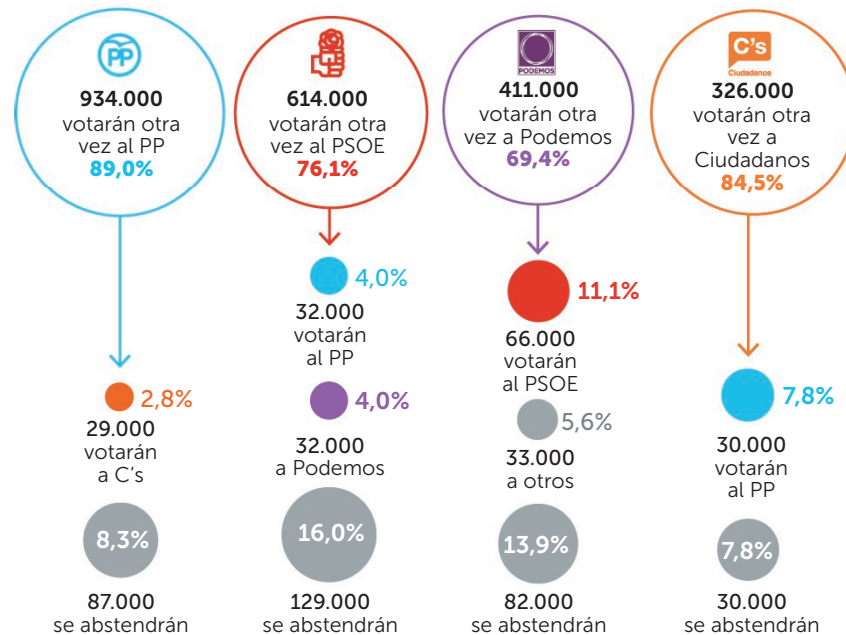 PP
934.000
votarán otra
vez al PP
89,0%
2,8%
29.000
votarán
a C's
8,3%
87.000
se abstendrán
614.000
votarán otra
vez al PSOE
76,1%
4,0%
32.000
votarán
al PP
4,0%
32.000
a Podemos
16,0%
129.000
se abstendrán
PODEMOS
411.000
votarán otra
vez a Podemos
69,4%
11,1%
66.000
votarán
al PSOE
5,6%
33.000
a otros
13,9%
82.000
se abstendrán
C's
Ciudadanos
326.000
votarán otra
vez a
Ciudadanos
84,5%
7,8%
30.000
votarán
al PP
7,8%
30.000
se abstendrán